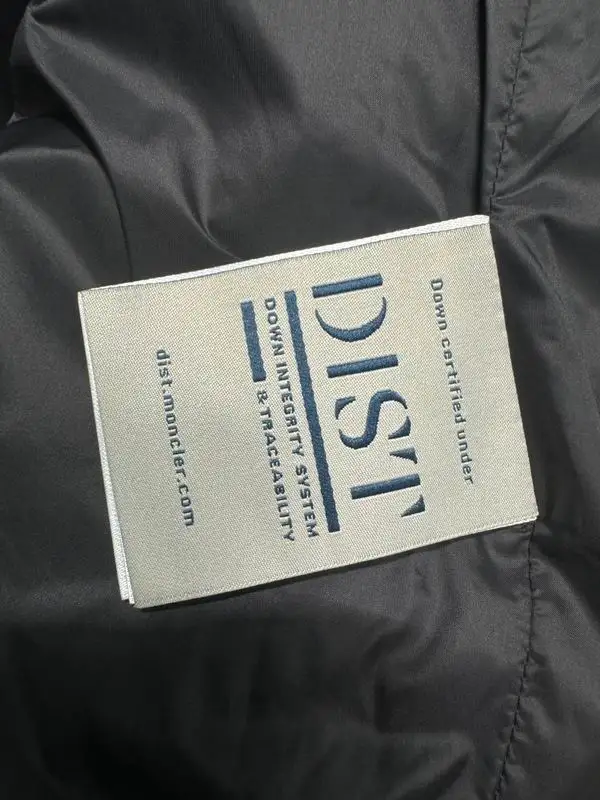 Down certified under
DIST
DOWN INTEGRITY SYSTEM
& TRACEABILITY
dist.moncler.com